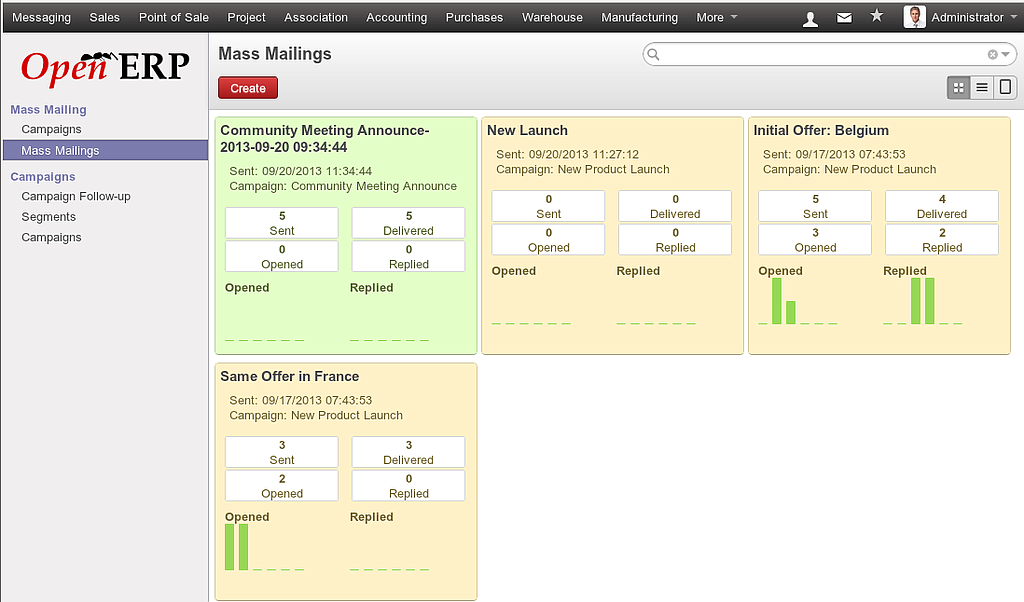 Messaging Sales Point of Sale Project Association Accounting Purchases Warehouse Manufacturing More Administrator
Open ERP
Mass Mailing
Campaigns
Mass Mailings
Campaigns
Campaign Follow-up
Segments
Campaigns
Mass Mailings
Create
Community Meeting Announce-
2013-09-20 09:34:44
Sent: 09/20/2013 11:34:44
Campaign: Community Meeting Announce
5 5
Sent Delivered
0 0
Opened Replied
Opened Replied
New Launch
Sent: 09/20/2013 11:27:12
Campaign: New Product Launch
0 0
Sent Delivered
0 0
Opened Replied
Opened Replied
Initial Offer: Belgium
Sent: 09/17/2013 07:43:53
Campaign: New Product Launch
5 4
Sent Delivered
3 2
Opened Replied
Opened Replied
Same Offer in France
Sent: 09/17/2013 07:43:53
Campaign: New Product Launch
3 3
Sent Delivered
2 0
Opened Replied
Opened Replied